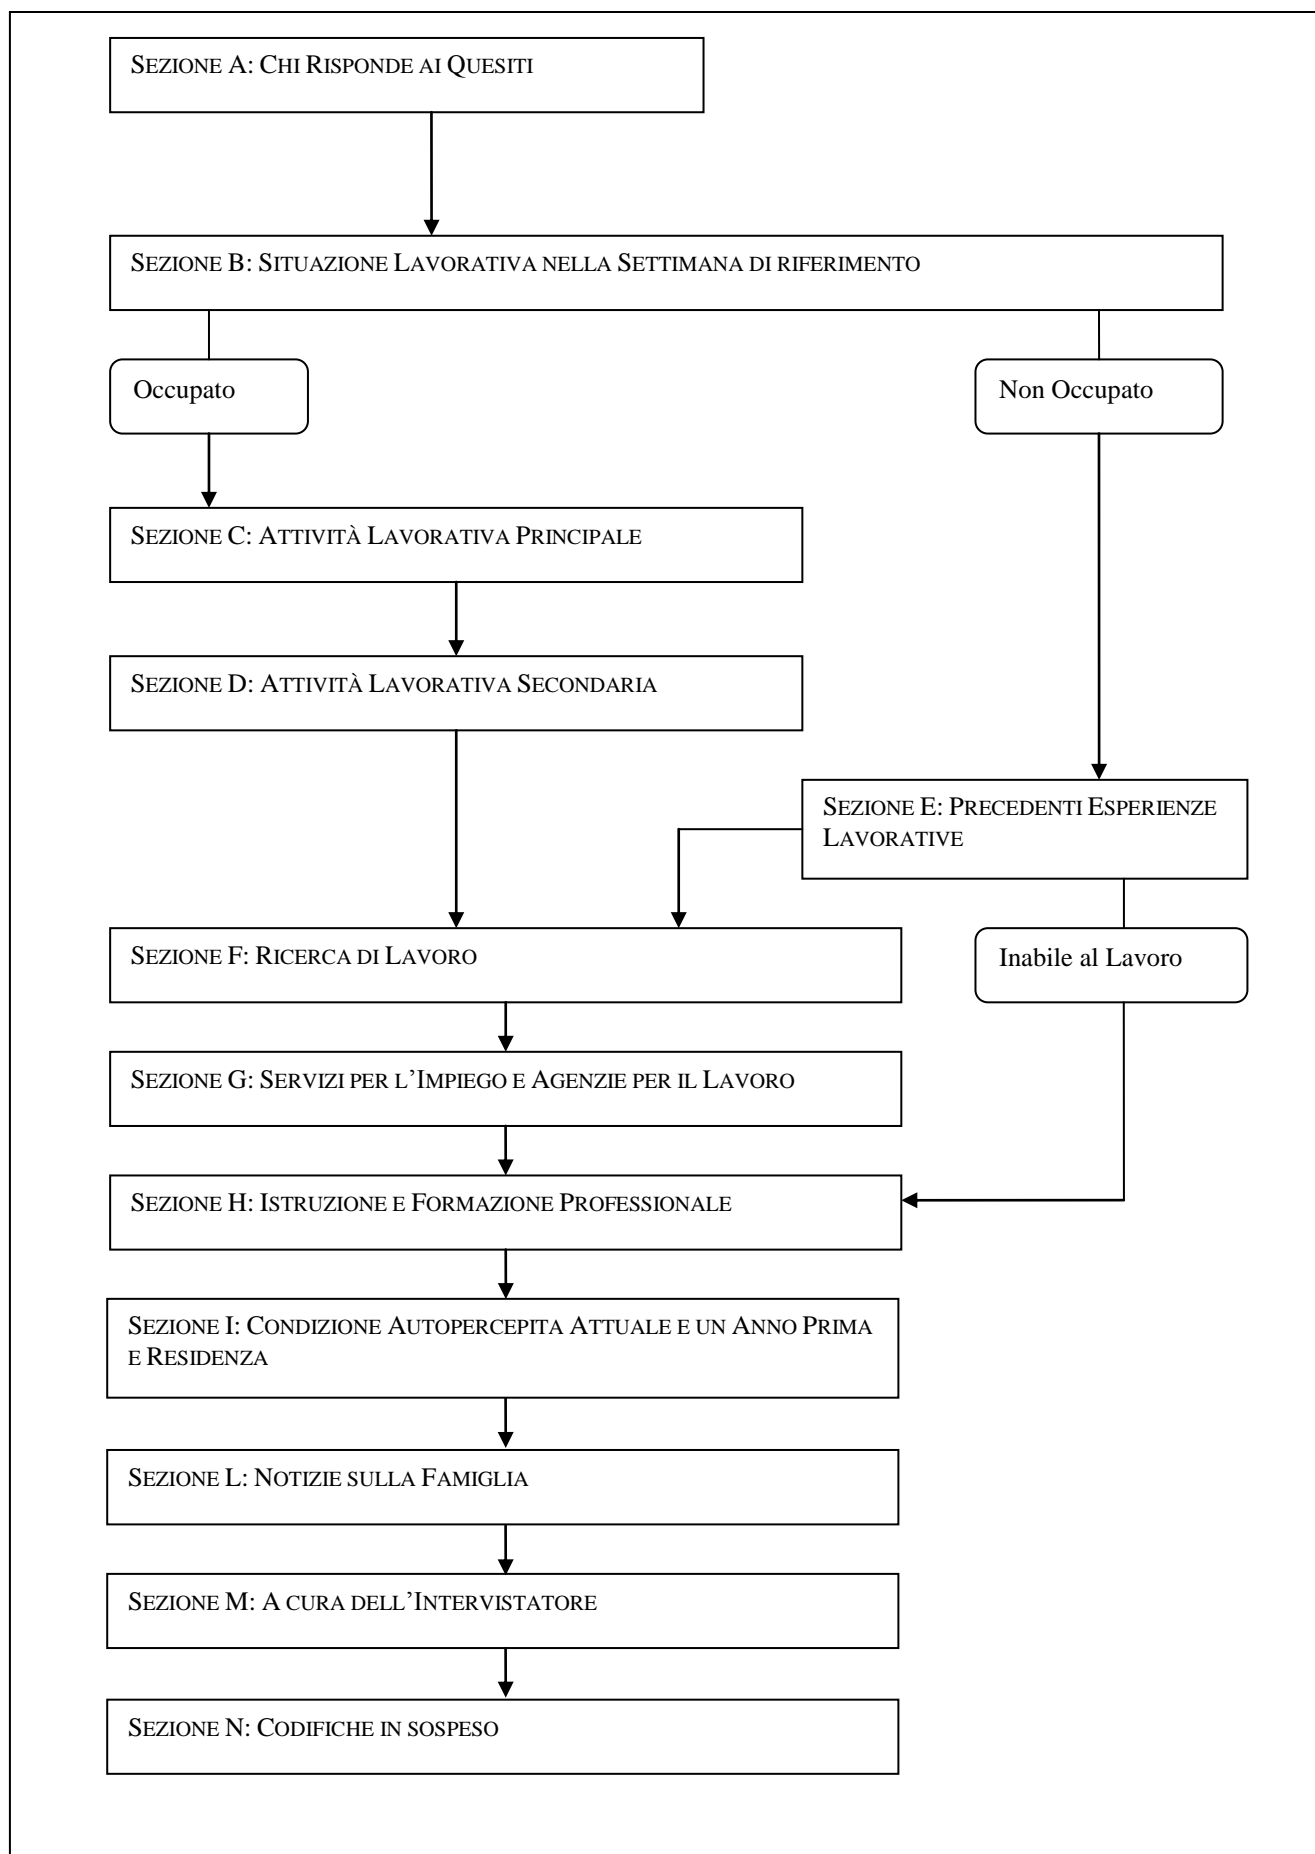 SEZIONE A: CHI RISPONDE AI QUESITI
SEZIONE B: SITUAZIONE LAVORATIVA NELLA SETTIMANA DI RIFERIMENTO
Occupato
Non Occupato
SEZIONE C: ATTIVITÀ LAVORATIVA PRINCIPALE
SEZIONE D: ATTIVITÀ LAVORATIVA SECONDARIA
SEZIONE E: PRECEDENTI ESPERIENZE
LAVORATIVE
SEZIONE F: RICERCA DI LAVORO
Inabile al Lavoro
SEZIONE G: SERVIZI PER L’IMPIEGO E AGENZIE PER IL LAVORO
SEZIONE H: ISTRUZIONE E FORMAZIONE PROFESSIONALE
SEZIONE I: CONDIZIONE AUTOPERCEPITA ATTUALE E UN ANNO PRIMA
E RESIDENZA
SEZIONE L: NOTIZIE SULLA FAMIGLIA
SEZIONE M: A CURA DELL’INTERVISTATORE
SEZIONE N: CODIFICHE IN SOSPESO